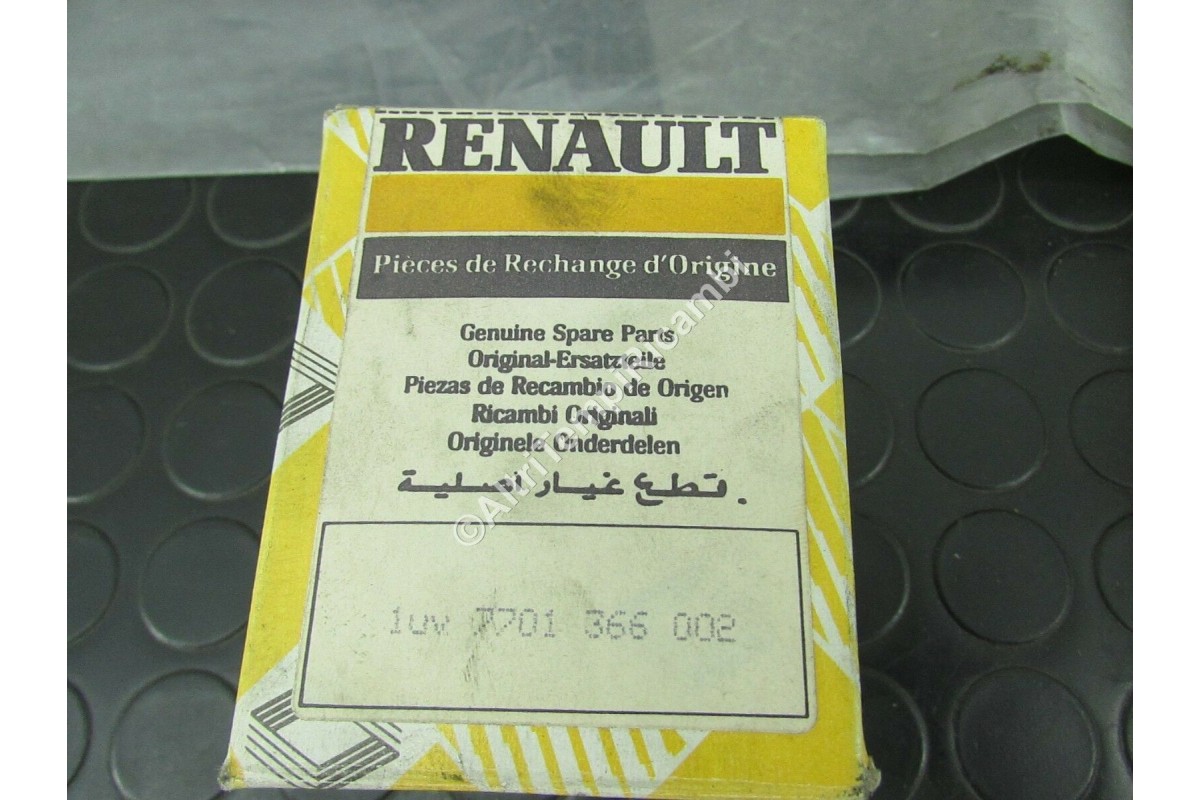 RENAULT
Pièces de Rechange d'Origine
Genuine Spare Parts
Original-Ersatzteile
Piezas de Recambio de Origen
Ricambi Originali
Originele Onderdelen
قطع غيار أصلية .
1uv 7701 366 002
©AltriTempiRicambi